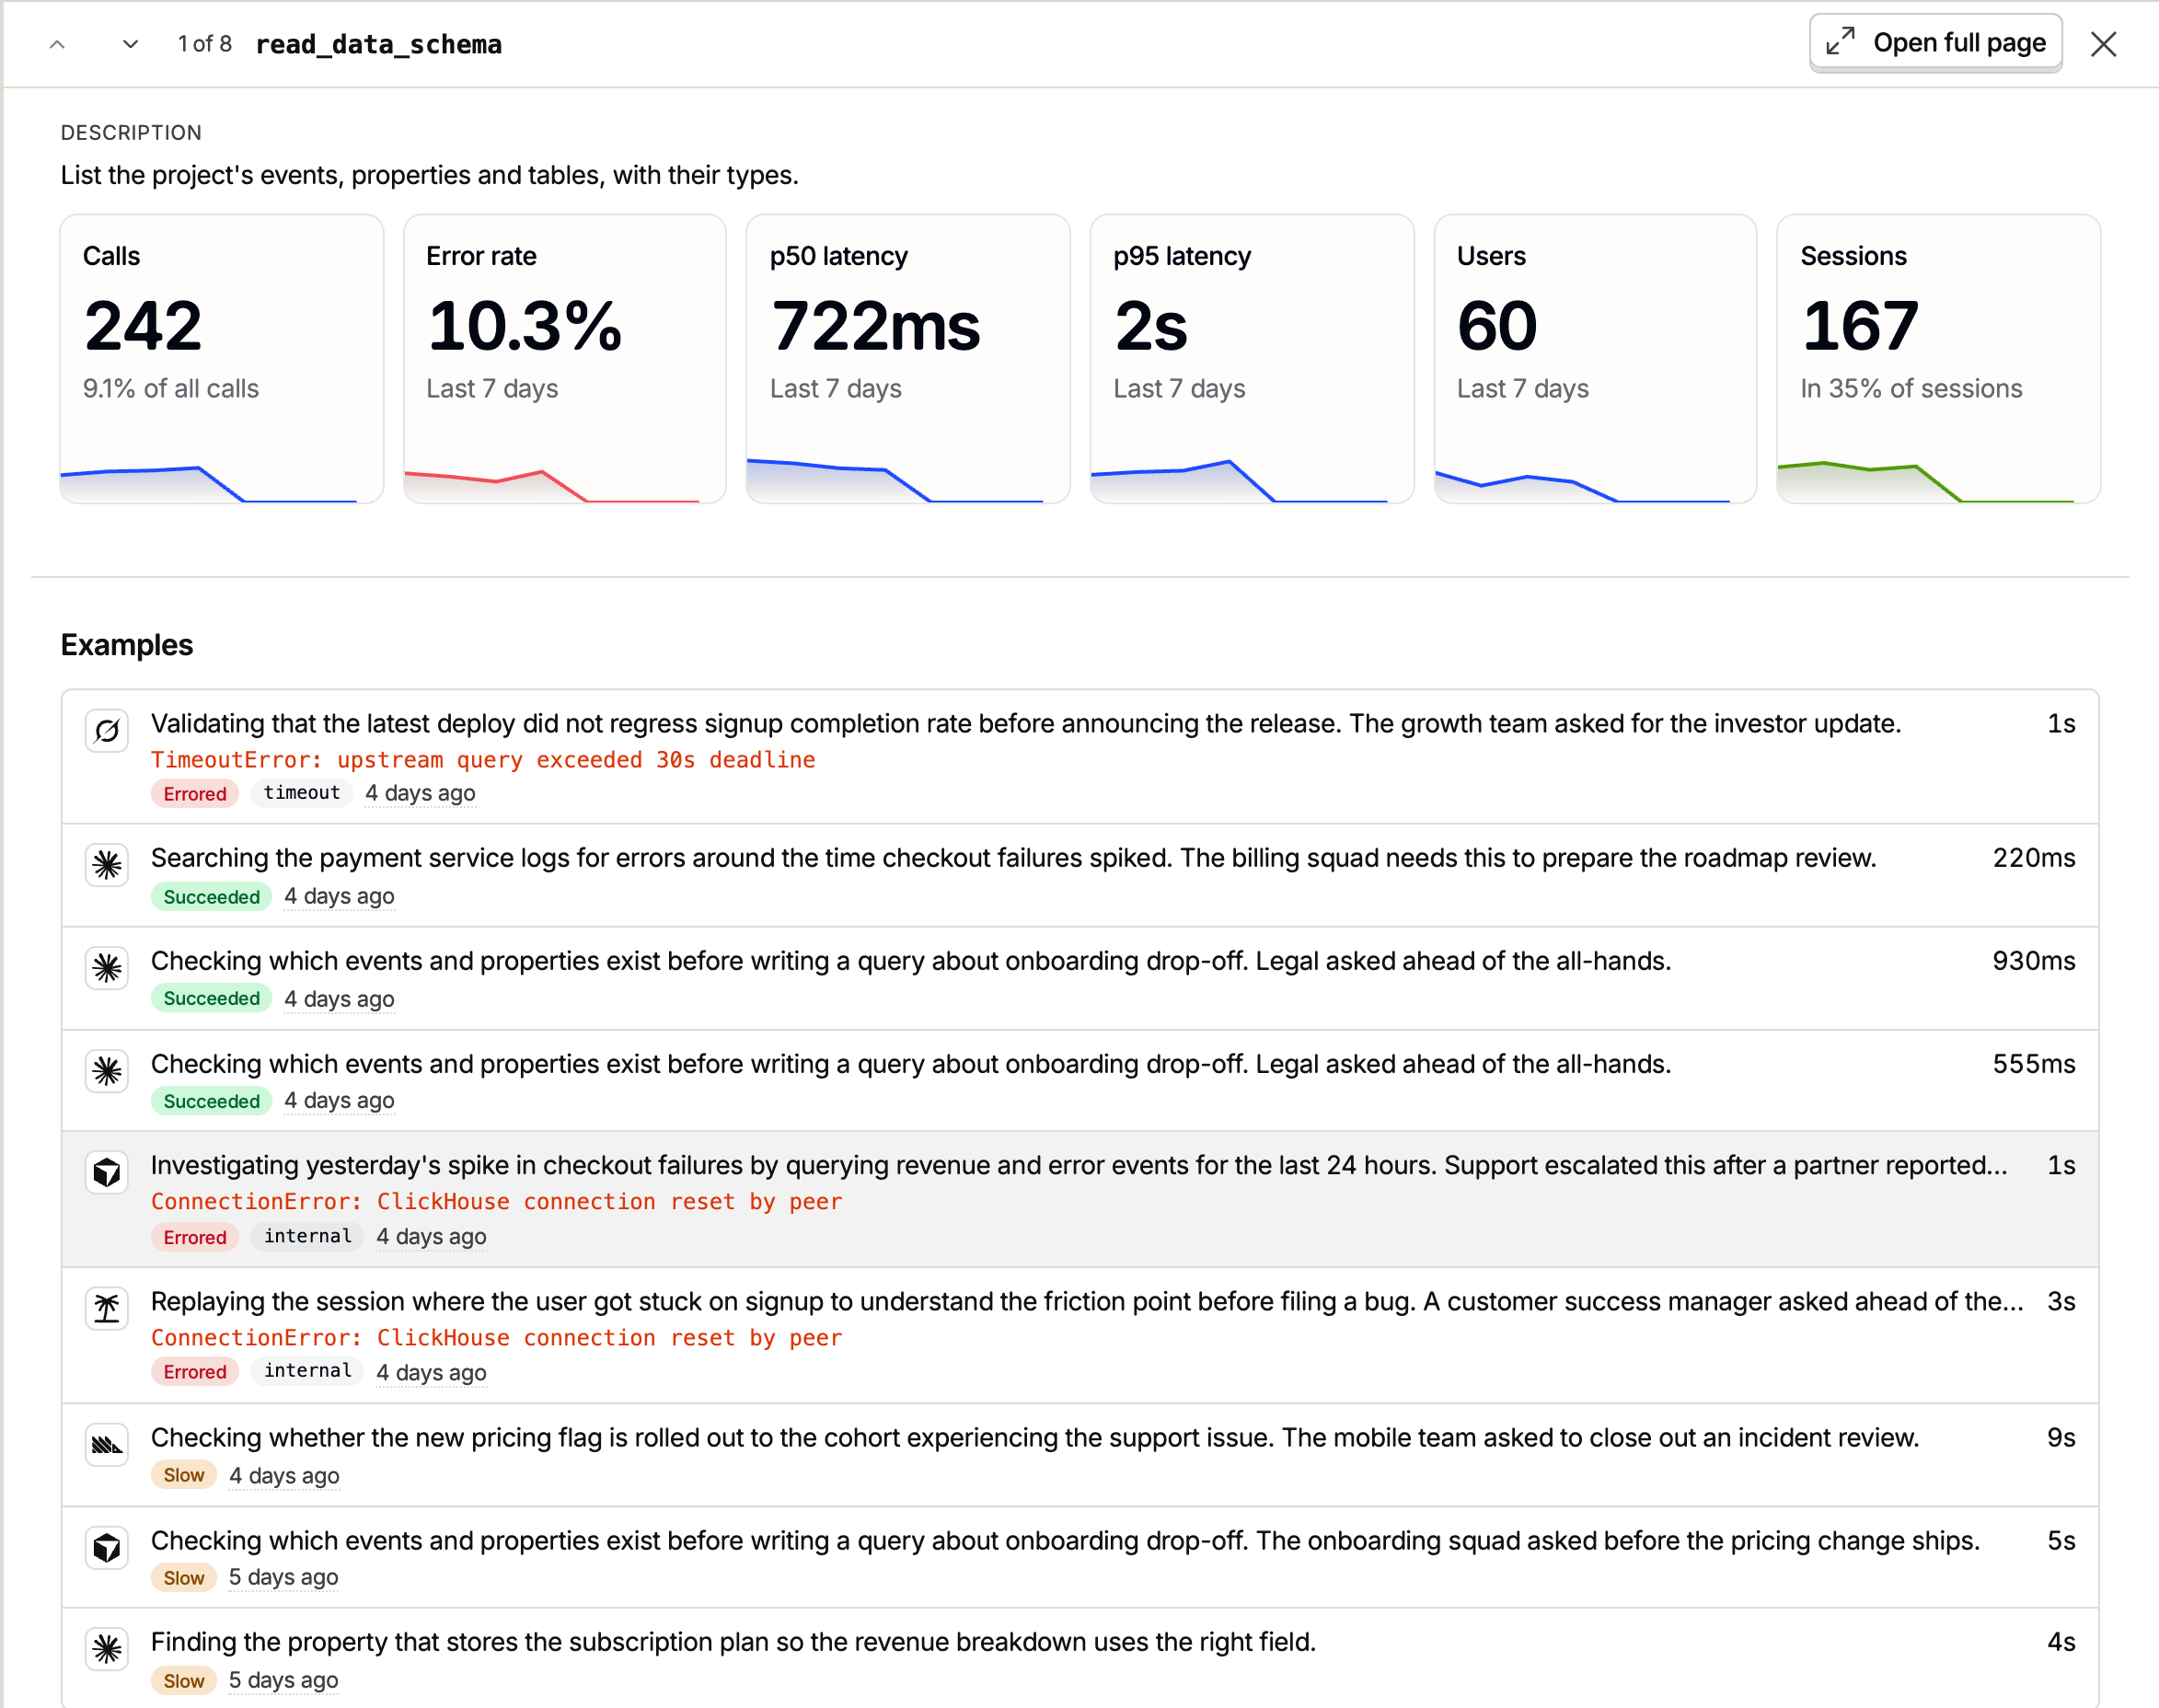 1 of 8 read_data_schema
Open full page
DESCRIPTION
List the project's events, properties and tables, with their types.
Calls
242
9.1% of all calls
Error rate
10.3%
Last 7 days
p50 latency
722ms
Last 7 days
p95 latency
2s
Last 7 days
Users
60
Last 7 days
Sessions
167
In 35% of sessions
Examples
Validating that the latest deploy did not regress signup completion rate before announcing the release. The growth team asked for the investor update. 1s
TimeoutError: upstream query exceeded 30s deadline
Errored timeout 4 days ago
Searching the payment service logs for errors around the time checkout failures spiked. The billing squad needs this to prepare the roadmap review. 220ms
Succeeded 4 days ago
Checking which events and properties exist before writing a query about onboarding drop-off. Legal asked ahead of the all-hands. 930ms
Succeeded 4 days ago
Checking which events and properties exist before writing a query about onboarding drop-off. Legal asked ahead of the all-hands. 555ms
Succeeded 4 days ago
Investigating yesterday's spike in checkout failures by querying revenue and error events for the last 24 hours. Support escalated this after a partner reported... 1s
ConnectionError: ClickHouse connection reset by peer
Errored internal 4 days ago
Replaying the session where the user got stuck on signup to understand the friction point before filing a bug. A customer success manager asked ahead of the... 3s
ConnectionError: ClickHouse connection reset by peer
Errored internal 4 days ago
Checking whether the new pricing flag is rolled out to the cohort experiencing the support issue. The mobile team asked to close out an incident review. 9s
Slow 4 days ago
Checking which events and properties exist before writing a query about onboarding drop-off. The onboarding squad asked before the pricing change ships. 5s
Slow 5 days ago
Finding the property that stores the subscription plan so the revenue breakdown uses the right field. 4s
Slow 5 days ago